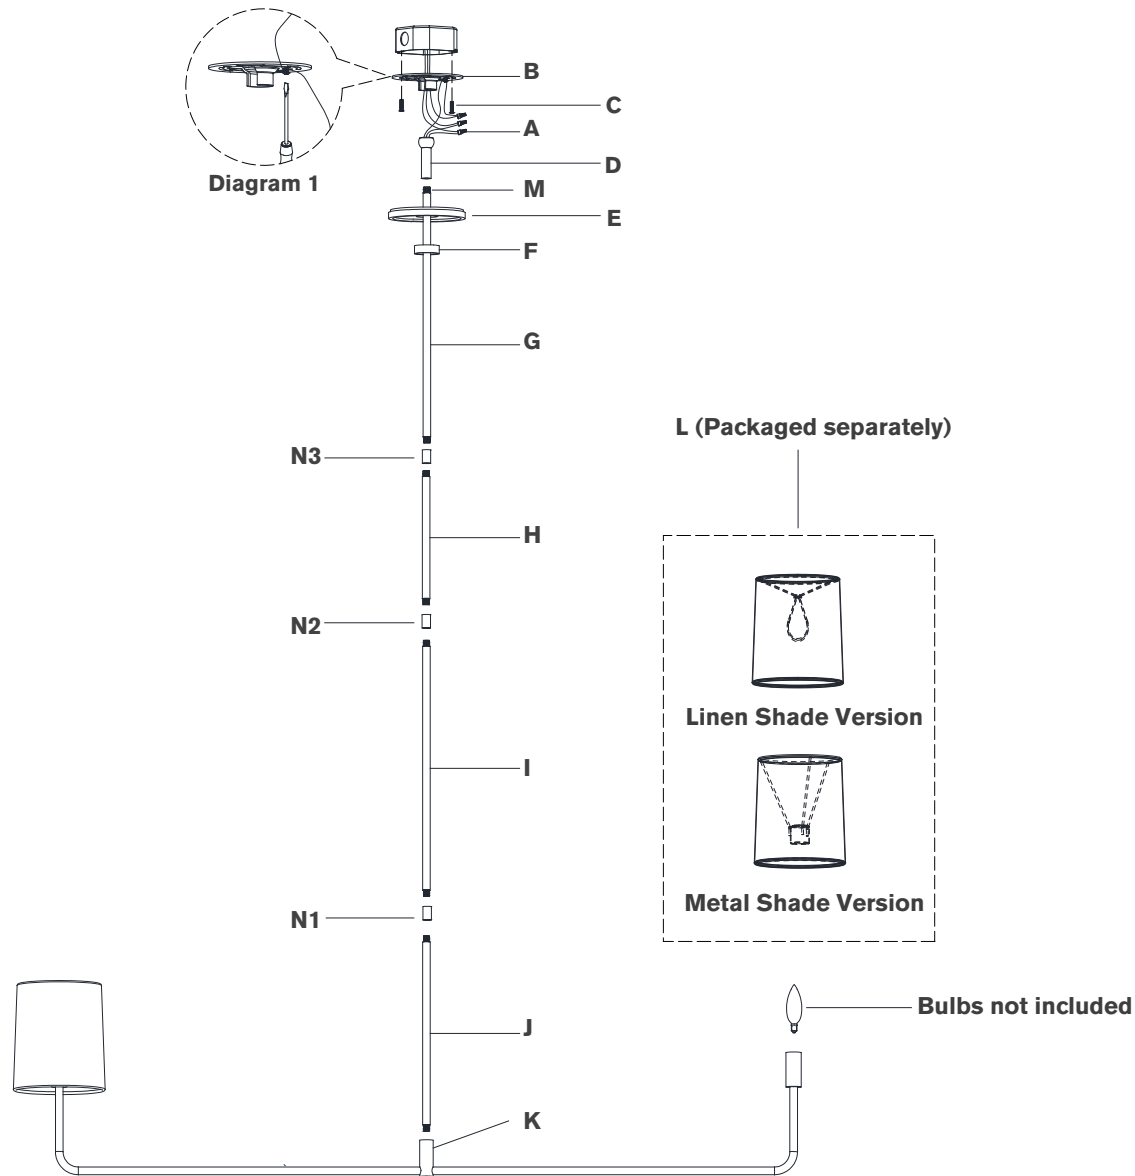 B
C
A
D
Diagram 1
M
E
F
G
L (Packaged separately)
N3
H
N2
Linen Shade Version
I
Metal Shade Version
N1
Bulbs not included
J
K